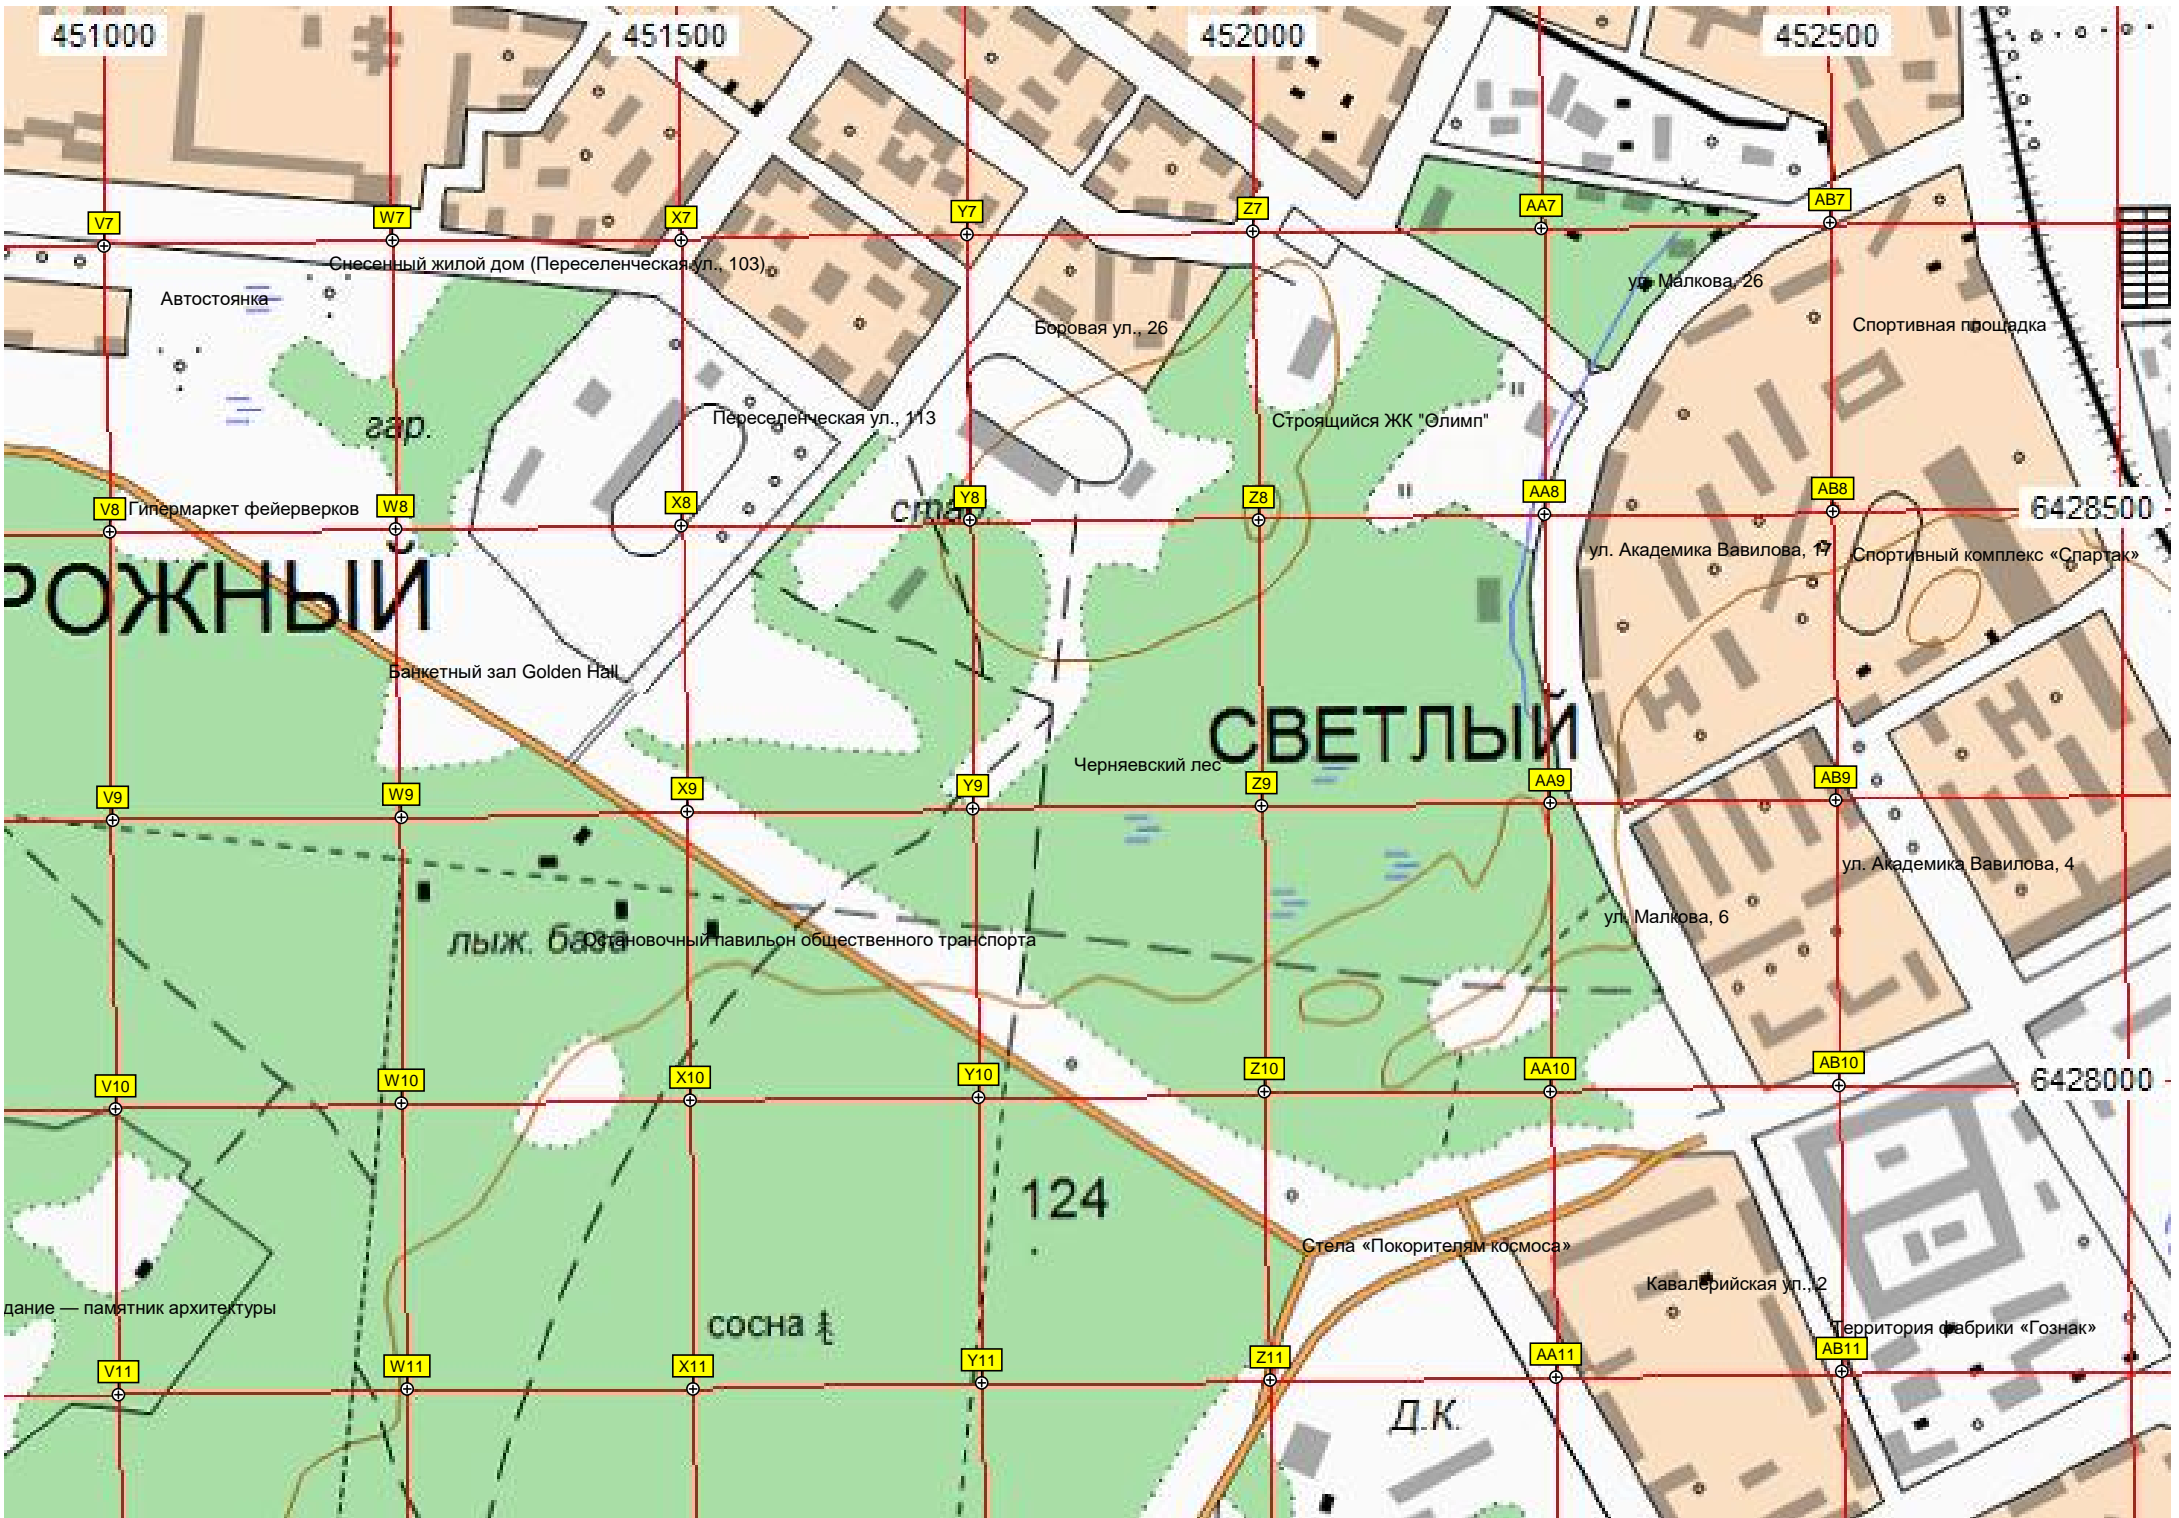 451000 451500 452000 452500
V7 W7 X7 Y7 Z7 AA7 AB7
Снесенный жилой дом (Переселенческая ул., 103)
ул. Малкова, 26
Автостоянка
Боровая ул., 26
Спортивная площадка
гар.
Переселенческая ул., 113
Строящийся ЖК "Олимп"
V8 W8 X8 Y8 Z8 AA8 AB8
Гипермаркет фейерверков
6428500
ул. Академика Вавилова, 17
Спортивный комплекс «Спартак»
РОЖНЫЙ
Банкетный зал Golden Hall
СВЕТЛЫЙ
Черняевский лес
V9 W9 X9 Y9 Z9 AA9 AB9
ул. Академика Вавилова, 4
ул. Малкова, 6
лыж. база
Остановочный павильон общественного транспорта
V10 W10 X10 Y10 Z10 AA10 AB10
6428000
124
Стела «Покорителям космоса»
Кавалерийская ул., 2
дание — памятник архитектуры
сосна
Территория фабрики «Гознак»
V11 W11 X11 Y11 Z11 AA11 AB11
Д.К.